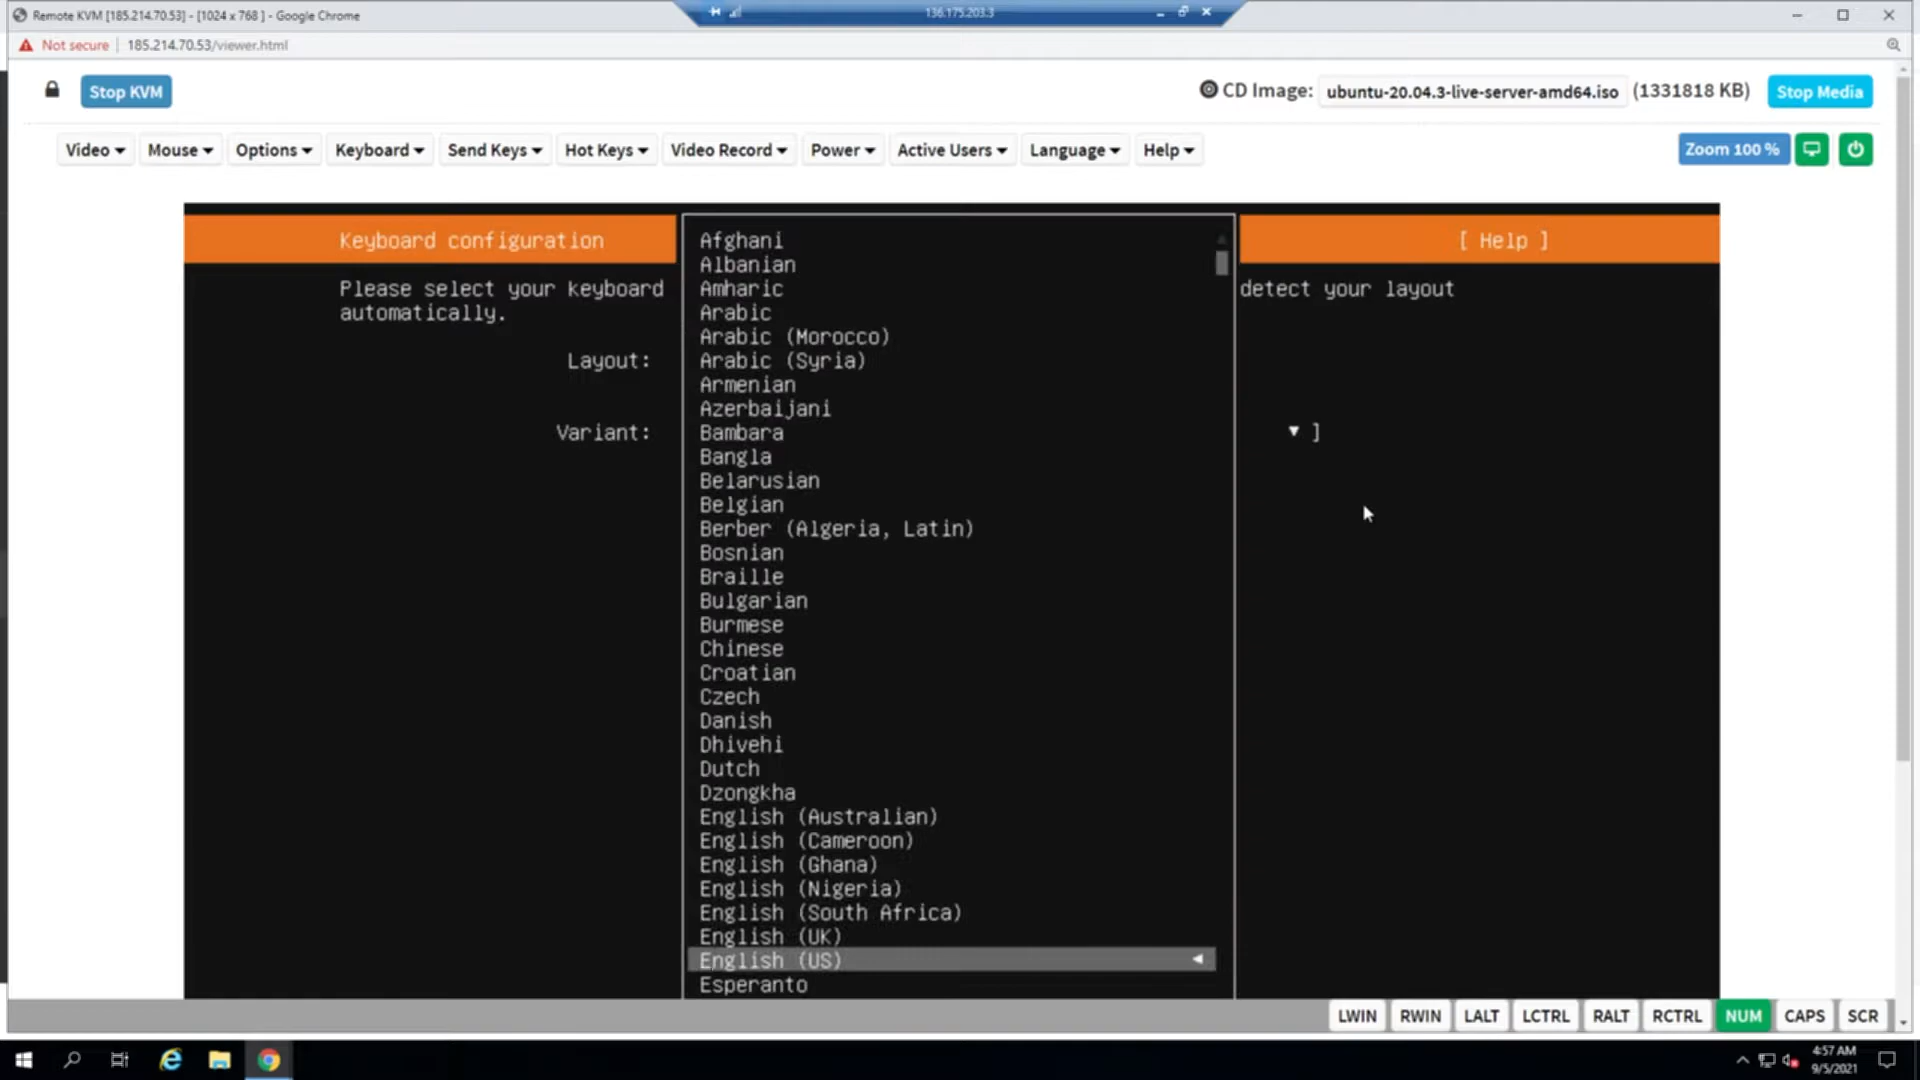 Remote KVM [185.214.70.53] - [1024 x 768 ] - Google Chrome
136.175.203.3
Not secure | 185.214.70.53/viewer.html
Stop KVM
CD Image: ubuntu-20.04.3-live-server-amd64.iso (1331818 KB) Stop Media
Video Mouse Options Keyboard Send Keys Hot Keys Video Record Power Active Users Language Help Zoom 100 %
Keyboard configuration
[ Help ]
Please select your keyboard
detect your layout
automatically.
Layout:
Variant:
▼ ]
Afghani
Albanian
Amharic
Arabic
Arabic (Morocco)
Arabic (Syria)
Armenian
Azerbaijani
Bambara
Bangla
Belarusian
Belgian
Berber (Algeria, Latin)
Bosnian
Braille
Bulgarian
Burmese
Chinese
Croatian
Czech
Danish
Dhivehi
Dutch
Dzongkha
English (Australian)
English (Cameroon)
English (Ghana)
English (Nigeria)
English (South Africa)
English (UK)
English (US) ◄
Esperanto
LWIN RWIN LALT LCTRL RALT RCTRL NUM CAPS SCR
4:57 AM
9/5/2021